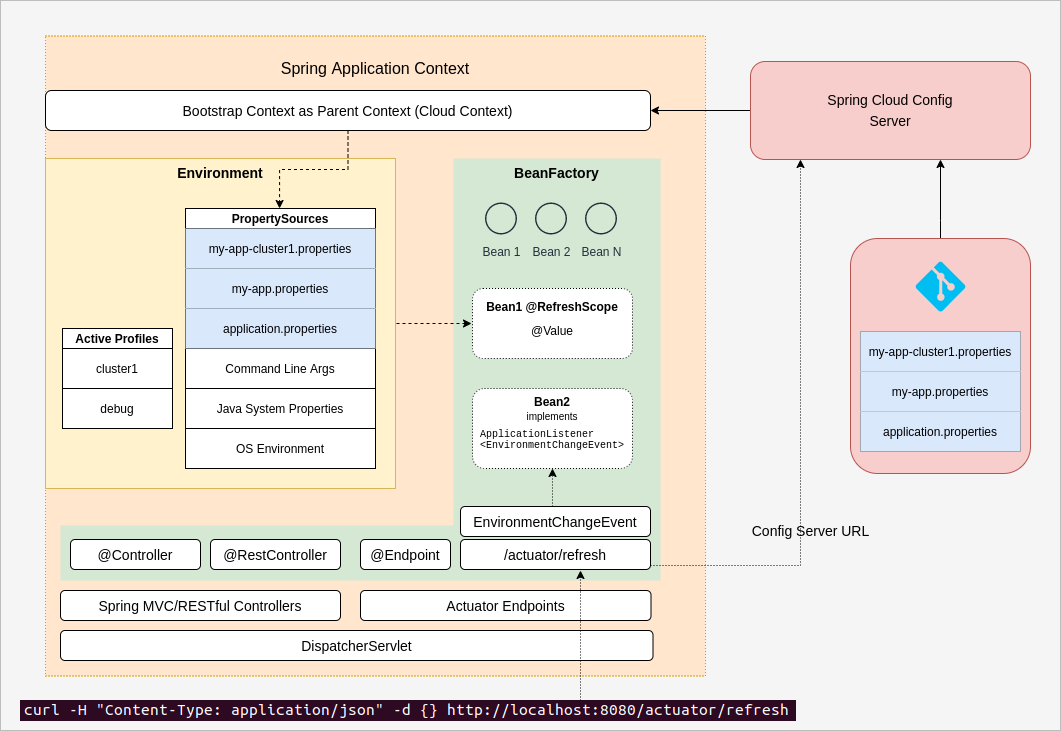 Spring Application Context
Bootstrap Context as Parent Context (Cloud Context)
Spring Cloud Config
Server
Environment
PropertySources
my-app-cluster1.properties
my-app.properties
application.properties
Command Line Args
Java System Properties
OS Environment
Active Profiles
cluster1
debug
BeanFactory
Bean 1
Bean 2
Bean N
Bean1 @RefreshScope
@Value
Bean2
implements
ApplicationListener
<EnvironmentChangeEvent>
my-app-cluster1.properties
my-app.properties
application.properties
EnvironmentChangeEvent
Config Server URL
@Controller
@RestController
@Endpoint
/actuator/refresh
Spring MVC/RESTful Controllers
Actuator Endpoints
DispatcherServlet
curl -H "Content-Type: application/json" -d {} http://localhost:8080/actuator/refresh